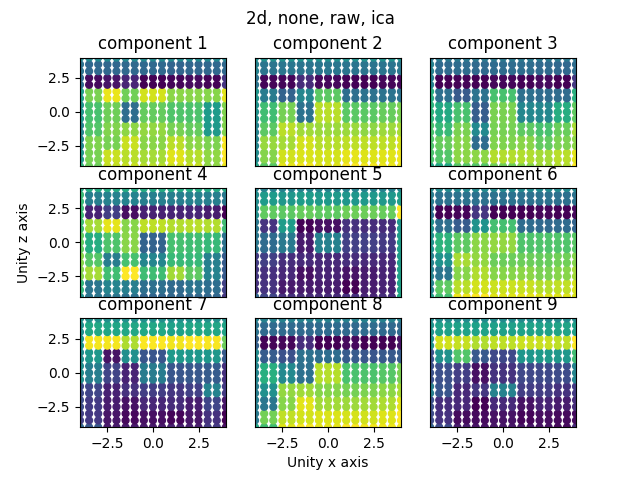 2d, none, raw, ica
component 1
component 2
component 3
2.5
0.0
−2.5
component 4
component 5
component 6
Unity z axis
2.5
0.0
−2.5
component 7
component 8
component 9
2.5
0.0
−2.5
−2.5 0.0 2.5
−2.5 0.0 2.5
−2.5 0.0 2.5
Unity x axis